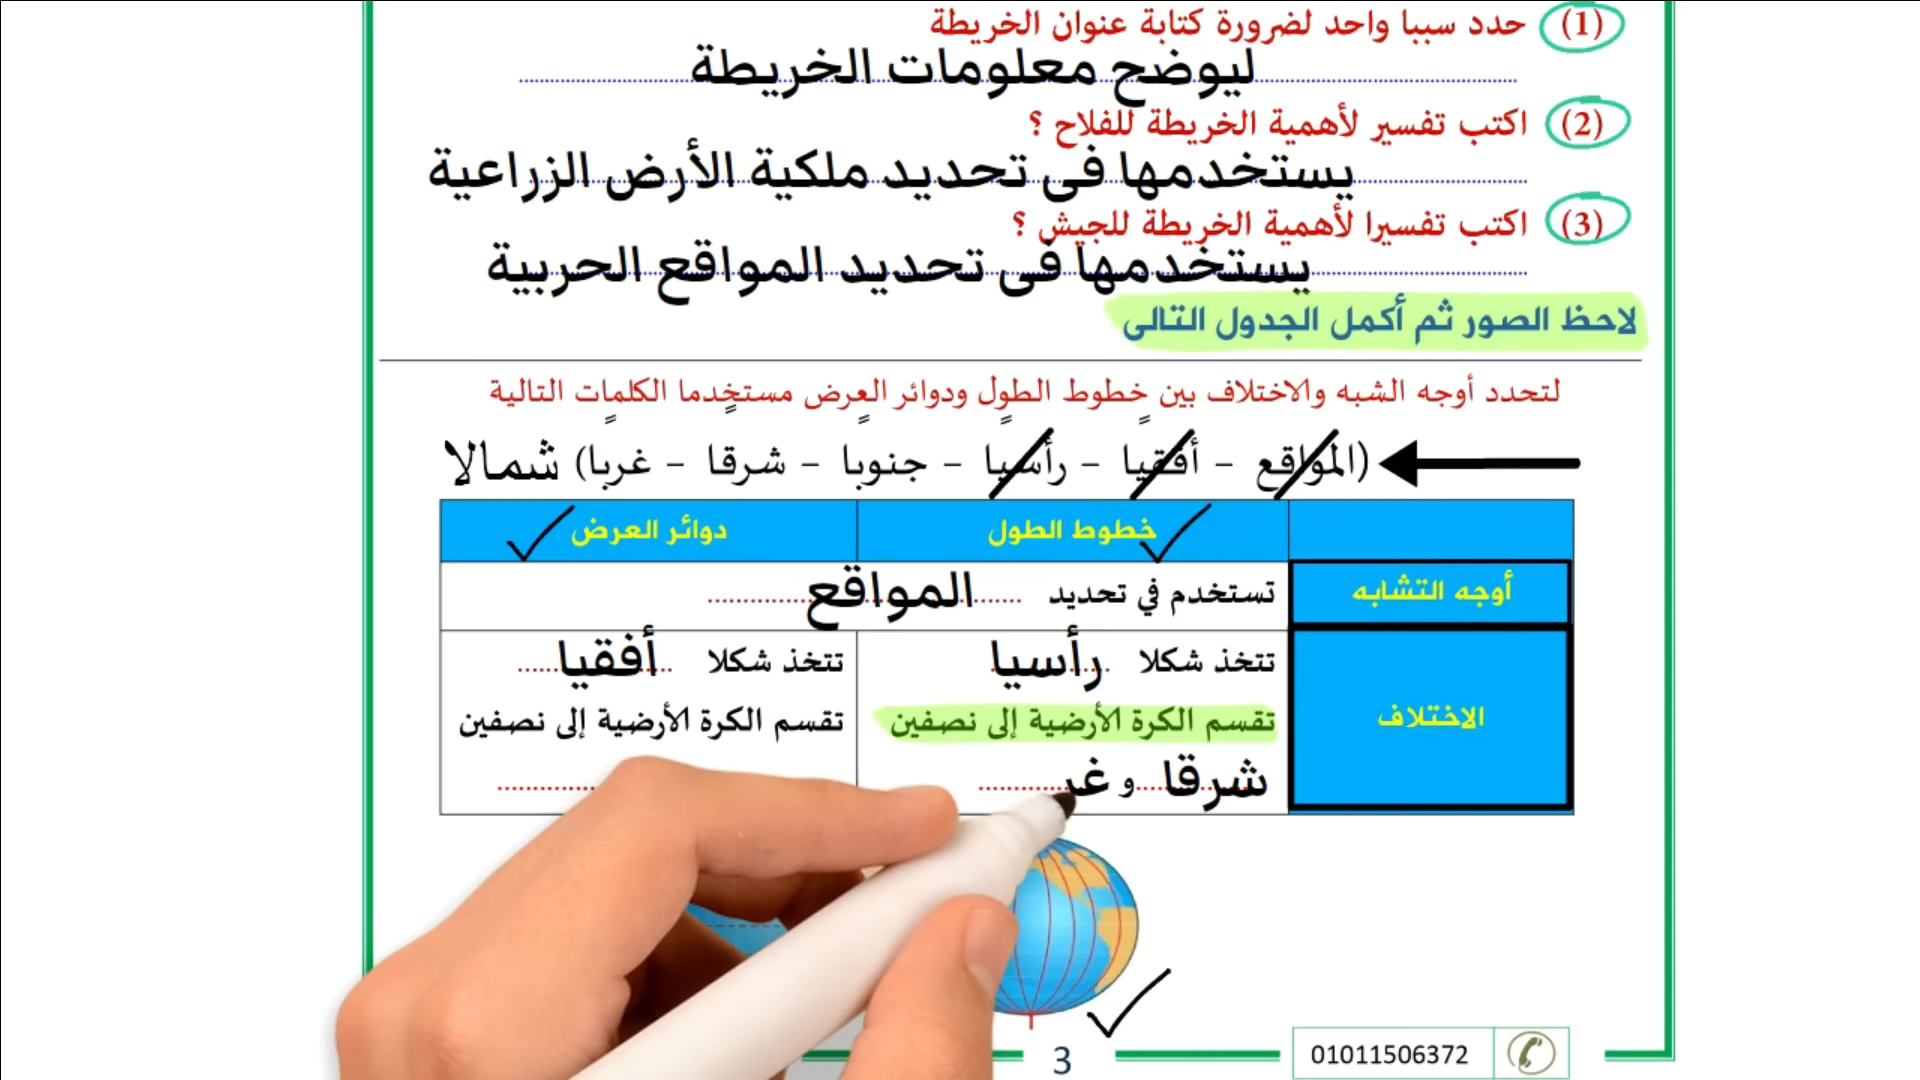 (1) حدد سببا واحد لضرورة كتابة عنوان الخريطة
ليوضح معلومات الخريطة
(2) اكتب تفسير لأهمية الخريطة للفلاح ؟
يستخدمها فى تحديد ملكية الأرض الزراعية
(3) اكتب تفسيرا لأهمية الخريطة للجيش ؟
يستخدمها فى تحديد المواقع الحربية
لاحظ الصور ثم أكمل الجدول التالى
لتحدد أوجه الشبه والاختلاف بين خطوط الطول ودوائر العرض مستخدما الكلمات التالية
(المواقع – أفقيا – رأسيا – جنوبا – شرقا – غربا) شمالا
خطوط الطول دوائر العرض
أوجه التشابه تستخدم في تحديد المواقع
الاختلاف
تتخذ شكلا رأسيا
تقسم الكرة الأرضية إلى نصفين
شرقا و غر
تتخذ شكلا أفقيا
تقسم الكرة الأرضية إلى نصفين
3
01011506372